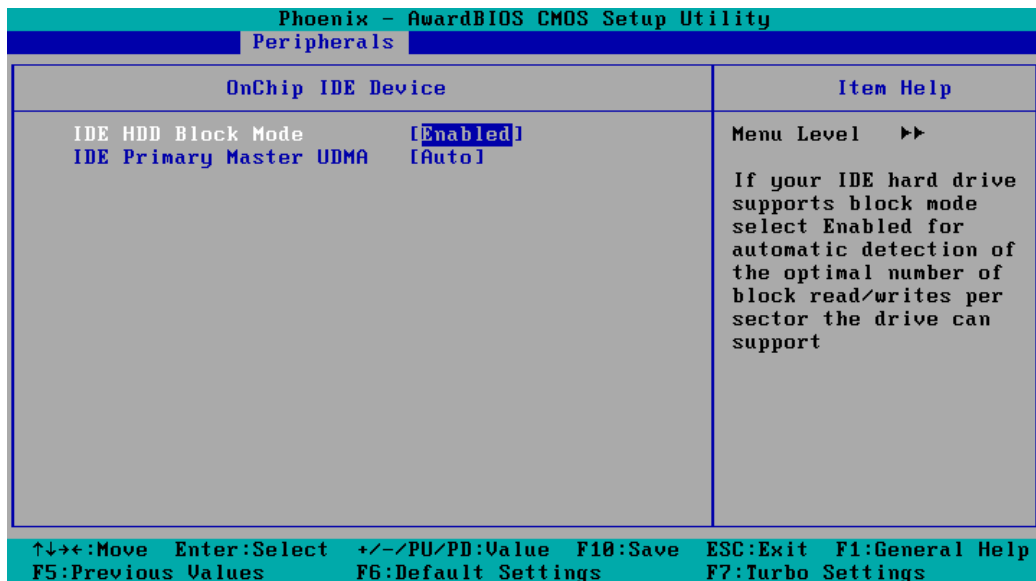 Phoenix - AwardBIOS CMOS Setup Utility
Peripherals
OnChip IDE Device
IDE HDD Block Mode [Enabled]
IDE Primary Master UDMA [Auto]
Item Help
Menu Level ▶▶
If your IDE hard drive
supports block mode
select Enabled for
automatic detection of
the optimal number of
block read/writes per
sector the drive can
support
↑↓→←:Move Enter:Select +/-/PU/PD:Value F10:Save ESC:Exit F1:General Help
F5:Previous Values F6:Default Settings F7:Turbo Settings